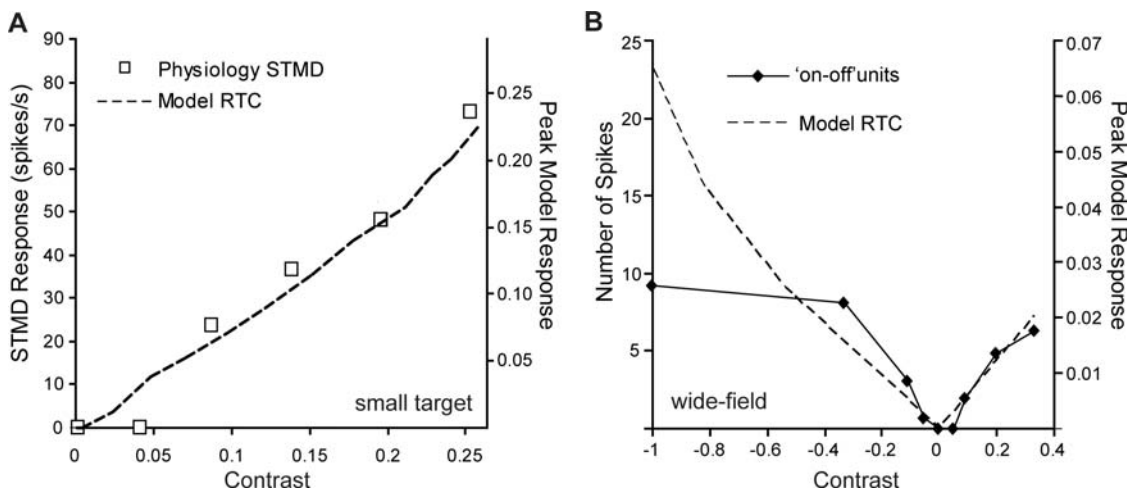 A
B
90
80
70
60
50
40
30
20
10
0
STMD Response (spikes/s)
Physiology STMD
Model RTC
small target
0.25
0.20
0.15
0.10
0.05
Peak Model Response
0 0.05 0.1 0.15 0.20 0.25
Contrast
25
20
15
10
5
Number of Spikes
'on-off'units
Model RTC
wide-field
0.07
0.06
0.05
0.04
0.03
0.02
0.01
Peak Model Response
-1 -0.8 -0.6 -0.4 -0.2 0 0.2 0.4
Contrast